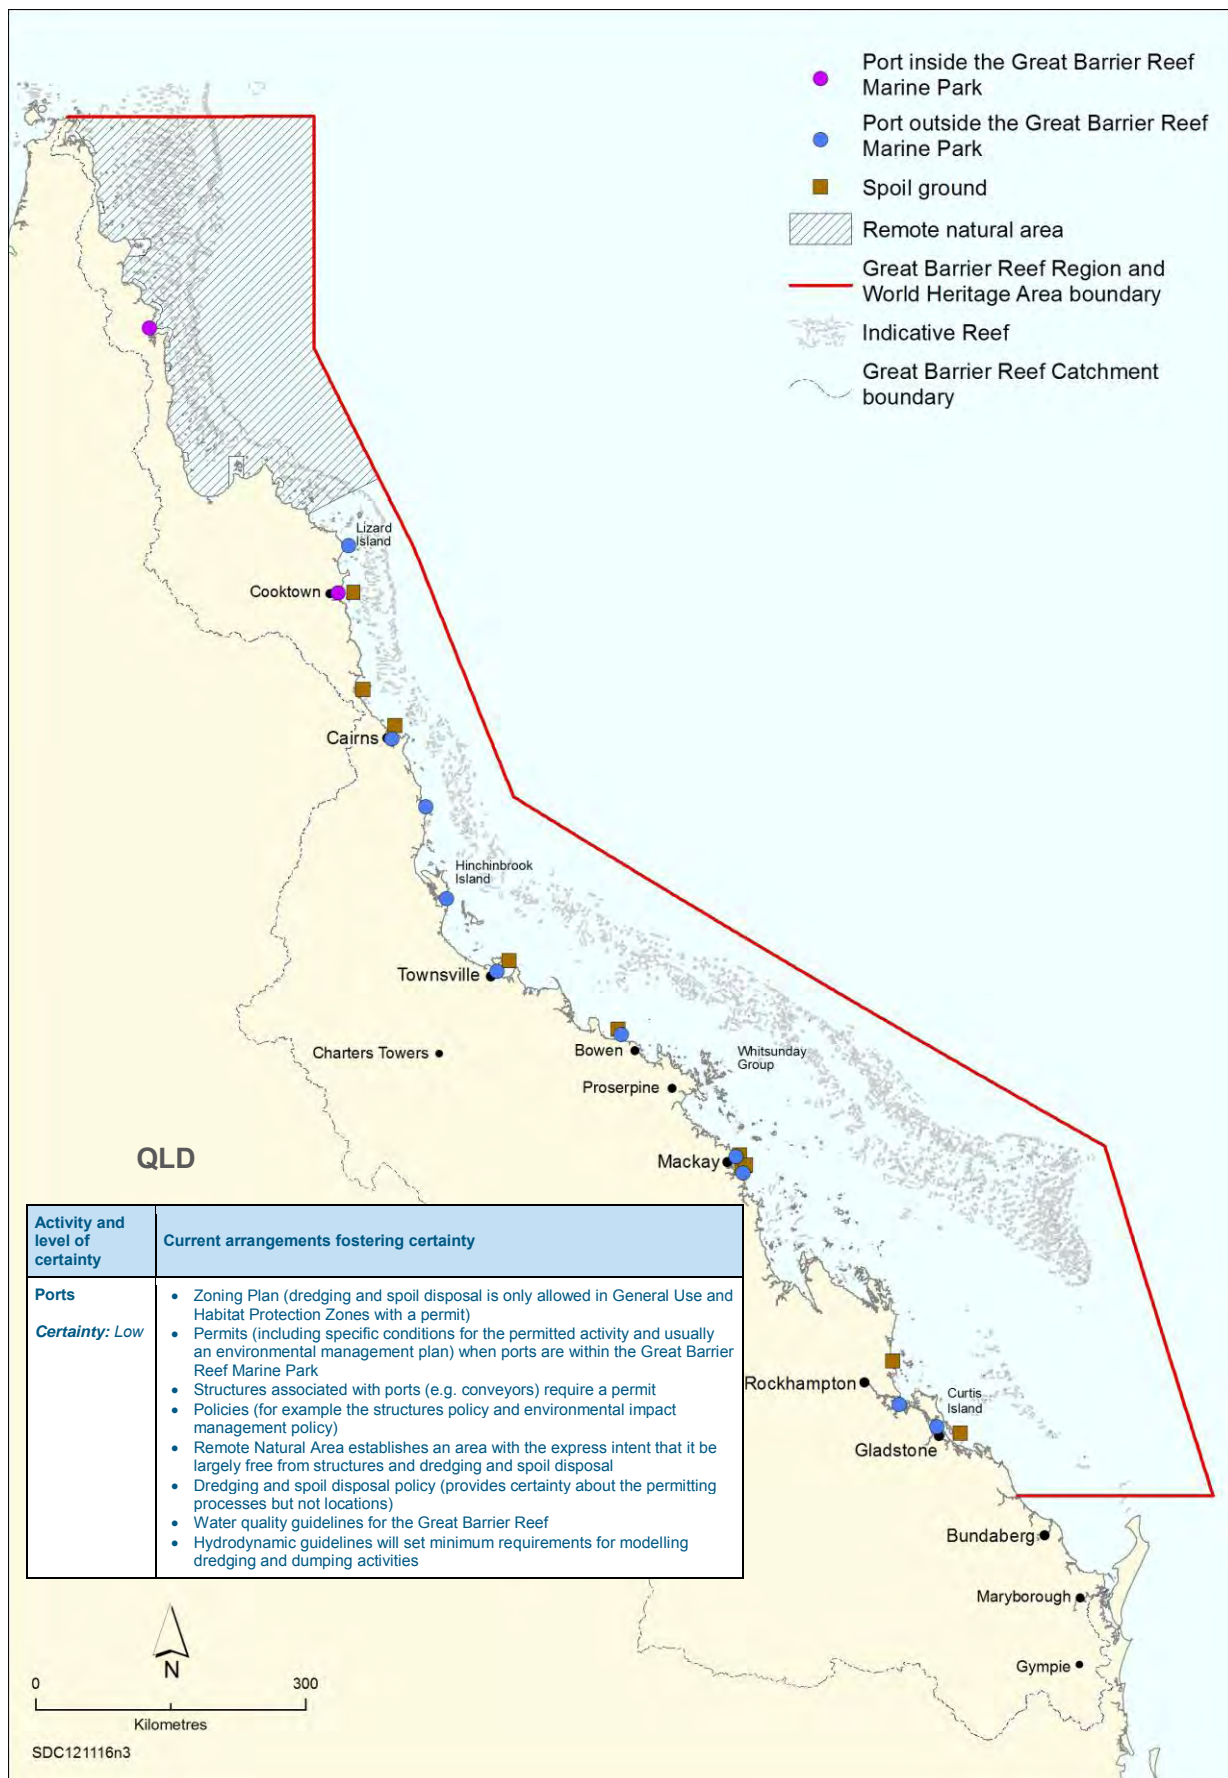 Port inside the Great Barrier Reef
Marine Park
Port outside the Great Barrier Reef
Marine Park
Spoil ground
Remote natural area
Great Barrier Reef Region and
World Heritage Area boundary
Indicative Reef
Great Barrier Reef Catchment
boundary
Lizard
Island
Cooktown
Cairns
Hinchinbrook
Island
Townsville
Charters Towers
Bowen
Whitsunday
Group
Proserpine
QLD
Mackay
Activity and
level of
certainty
Current arrangements fostering certainty
Ports
Certainty: Low
• Zoning Plan (dredging and spoil disposal is only allowed in General Use and
Habitat Protection Zones with a permit)
• Permits (including specific conditions for the permitted activity and usually
an environmental management plan) when ports are within the Great Barrier
Reef Marine Park
• Structures associated with ports (e.g. conveyors) require a permit
• Policies (for example the structures policy and environmental impact
management policy)
• Remote Natural Area establishes an area with the express intent that it be
largely free from structures and dredging and spoil disposal
• Dredging and spoil disposal policy (provides certainty about the permitting
processes but not locations)
• Water quality guidelines for the Great Barrier Reef
• Hydrodynamic guidelines will set minimum requirements for modelling
dredging and dumping activities
Rockhampton
Curtis
Island
Gladstone
Bundaberg
Maryborough
Gympie
N
0 300
Kilometres
SDC121116n3